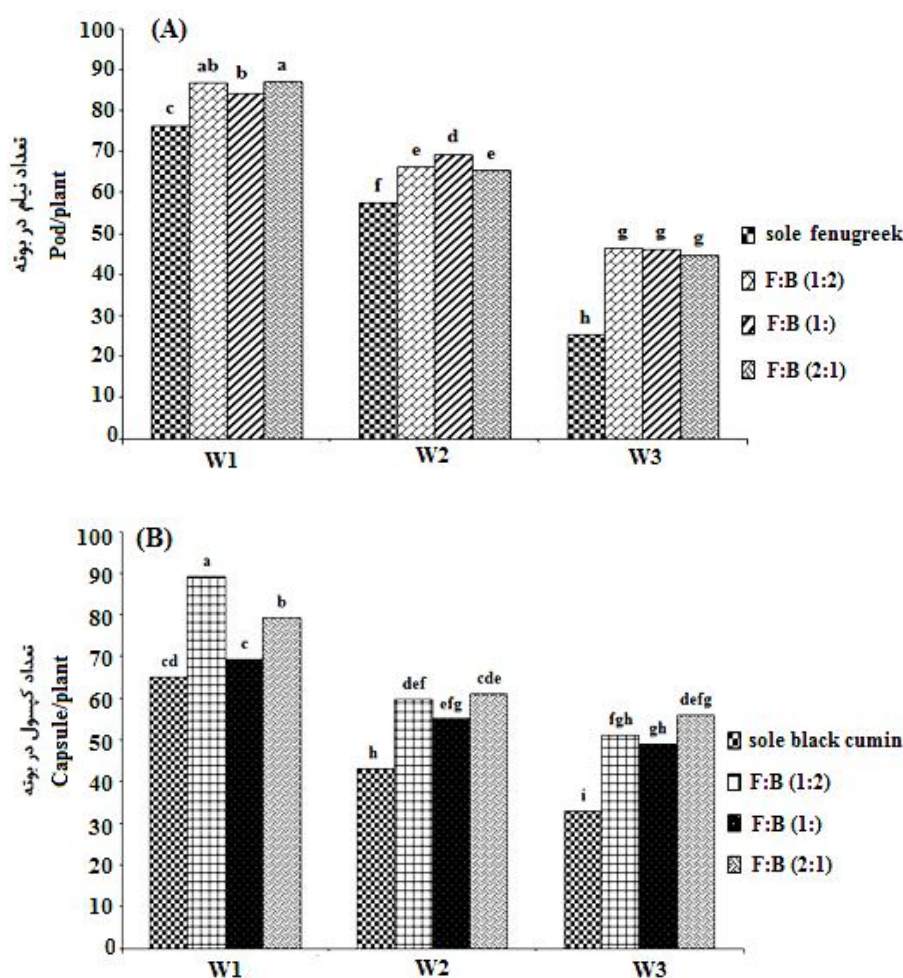 (A)
تعداد نیام در بوته
Pod/plant
100
90
80
70
60
50
40
30
20
10
0
c ab b a
f e d e
h g g g
W1 W2 W3
sole fenugreek
F:B (1:2)
F:B (1:)
F:B (2:1)
(B)
تعداد کپسول در بوته
Capsule/plant
100
90
80
70
60
50
40
30
20
10
0
cd a c b
h def efg cde
i fgh gh defg
W1 W2 W3
sole black cumin
F:B (1:2)
F:B (1:)
F:B (2:1)